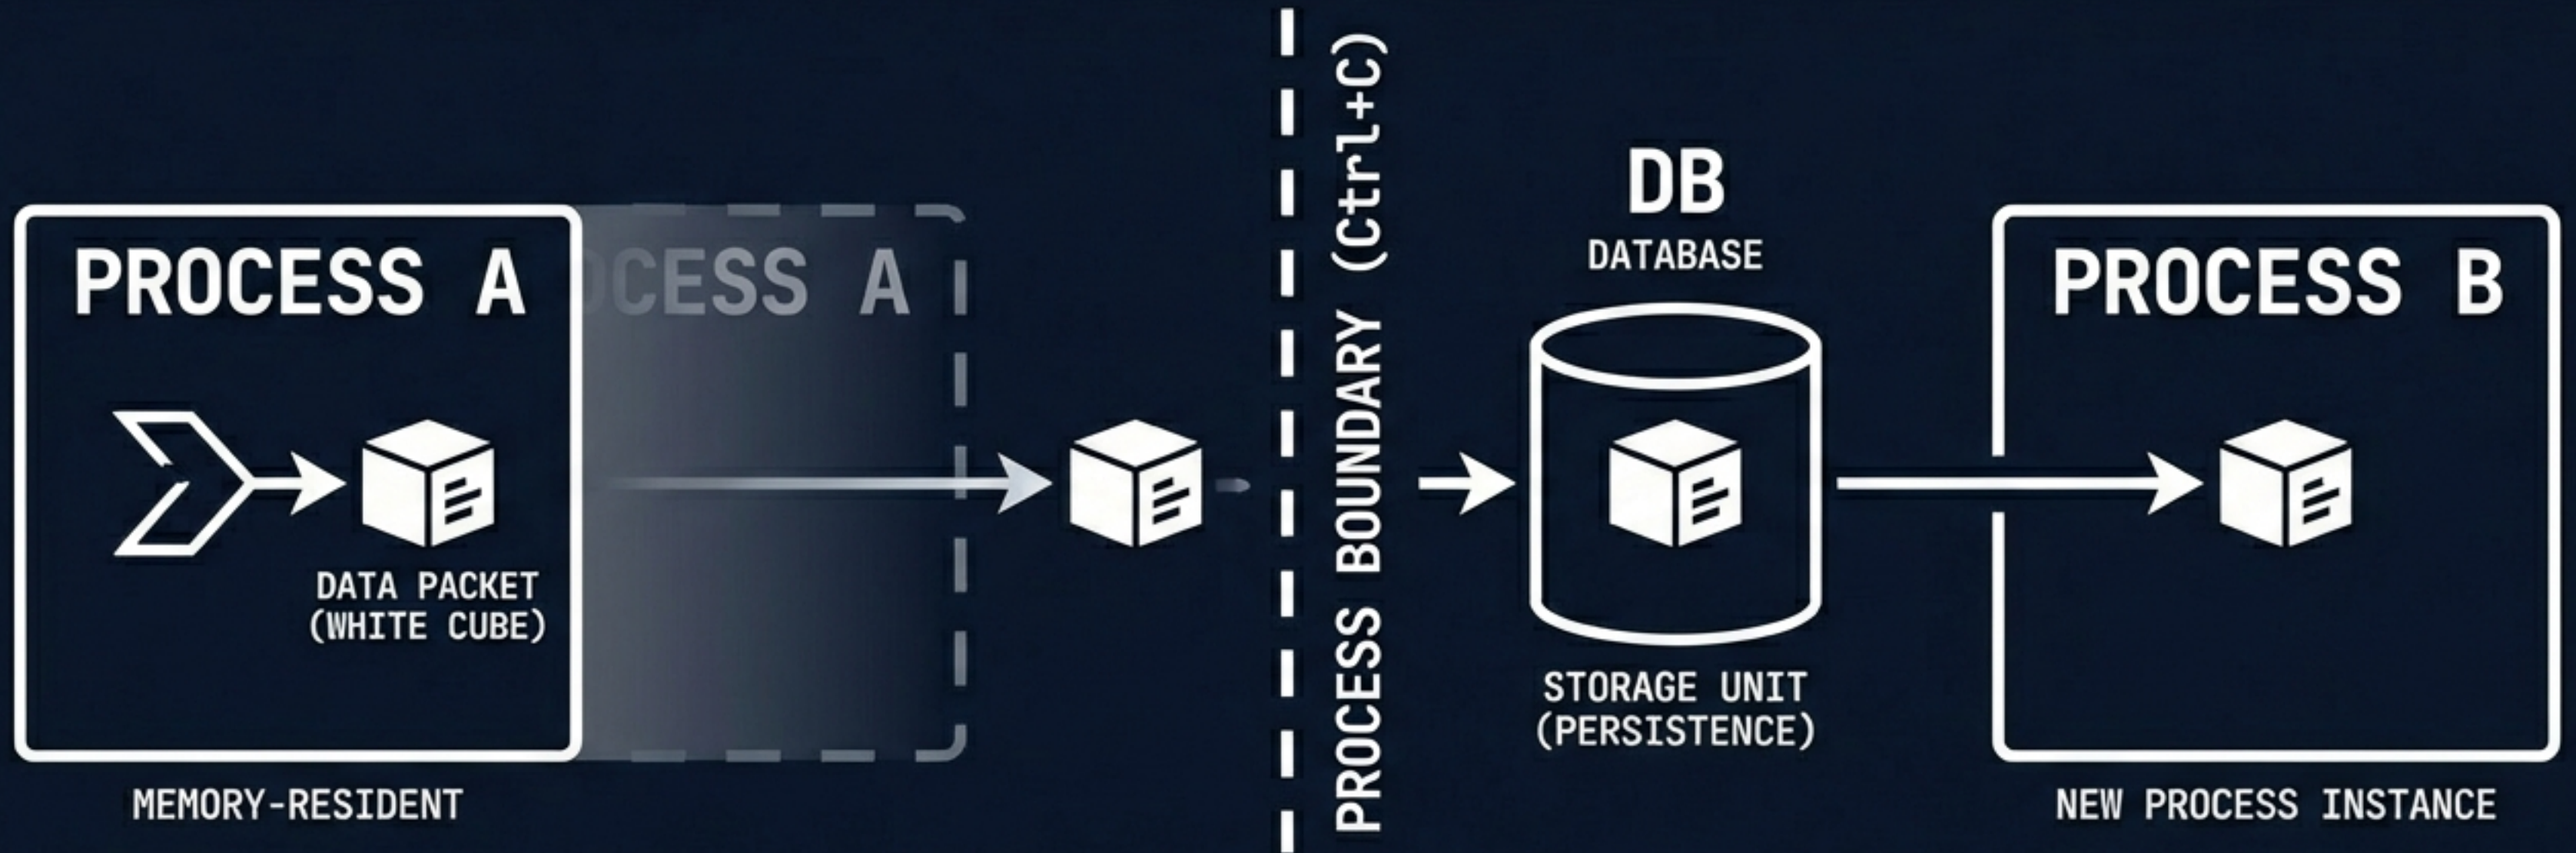 PROCESS A
OCESS A
DATA PACKET
(WHITE CUBE)
MEMORY-RESIDENT
PROCESS BOUNDARY (Ctrl+C)
DB
DATABASE
STORAGE UNIT
(PERSISTENCE)
PROCESS B
NEW PROCESS INSTANCE